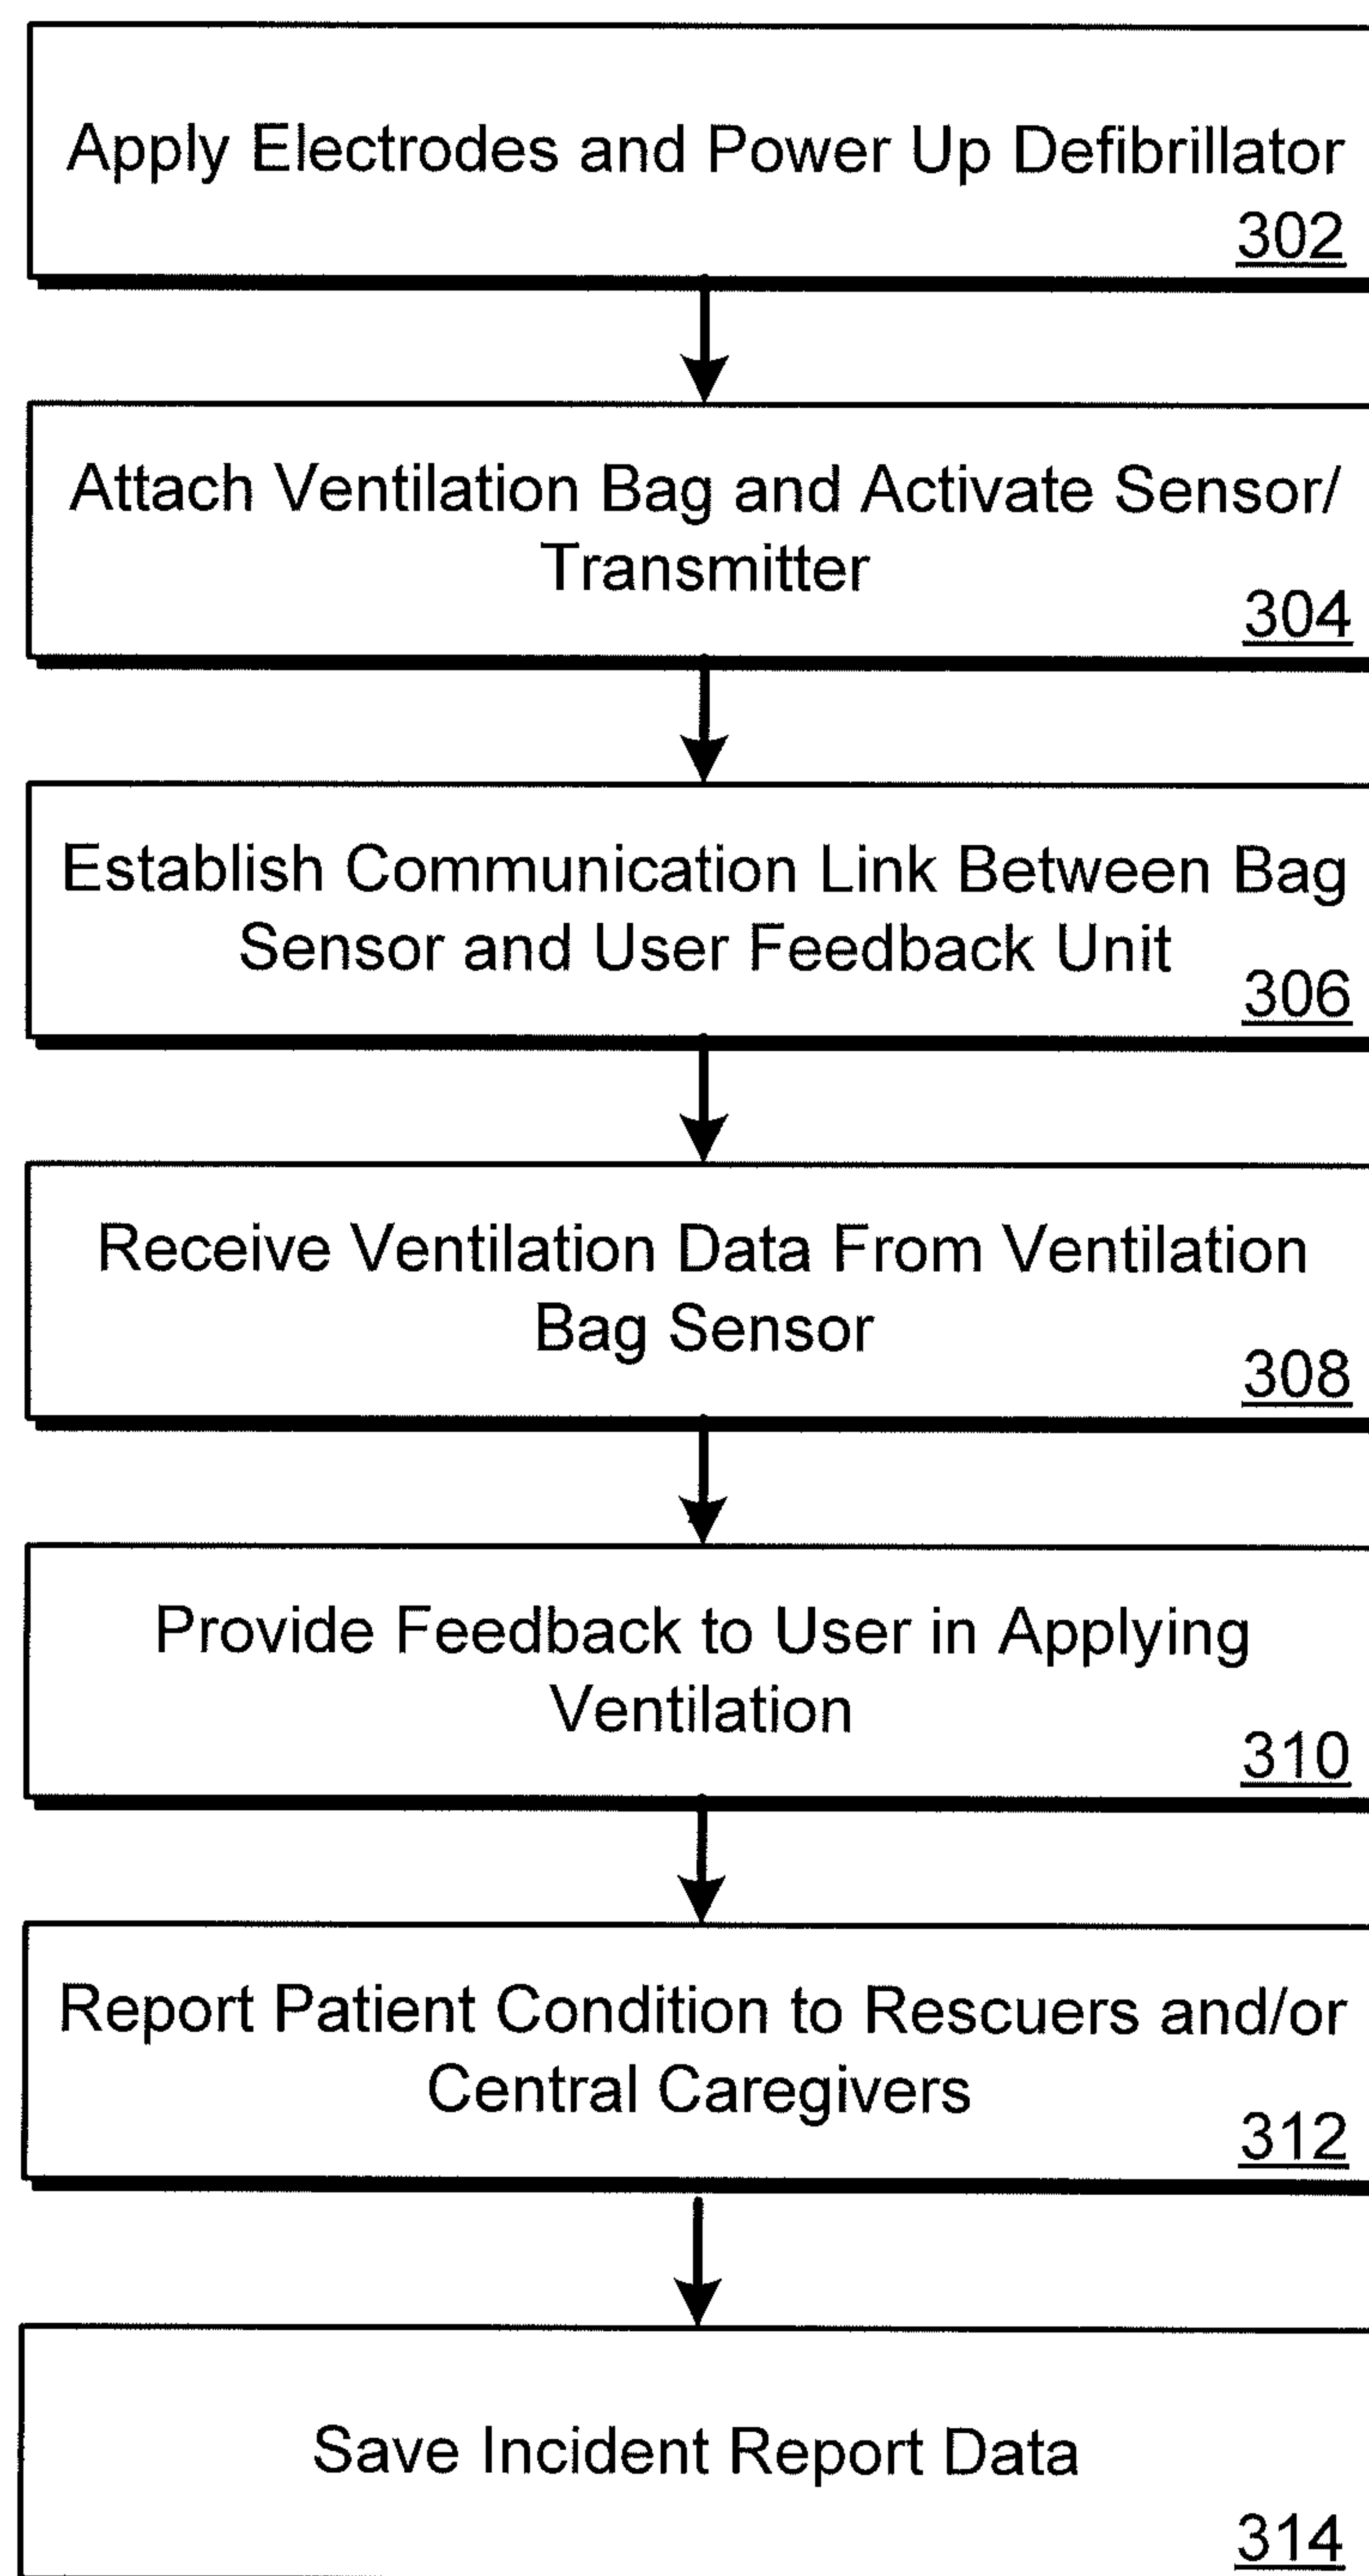 Apply Electrodes and Power Up Defibrillator
302
Attach Ventilation Bag and Activate Sensor/
Transmitter
304
Establish Communication Link Between Bag
Sensor and User Feedback Unit
306
Receive Ventilation Data From Ventilation
Bag Sensor
308
Provide Feedback to User in Applying
Ventilation
310
Report Patient Condition to Rescuers and/or
Central Caregivers
312
Save Incident Report Data
314